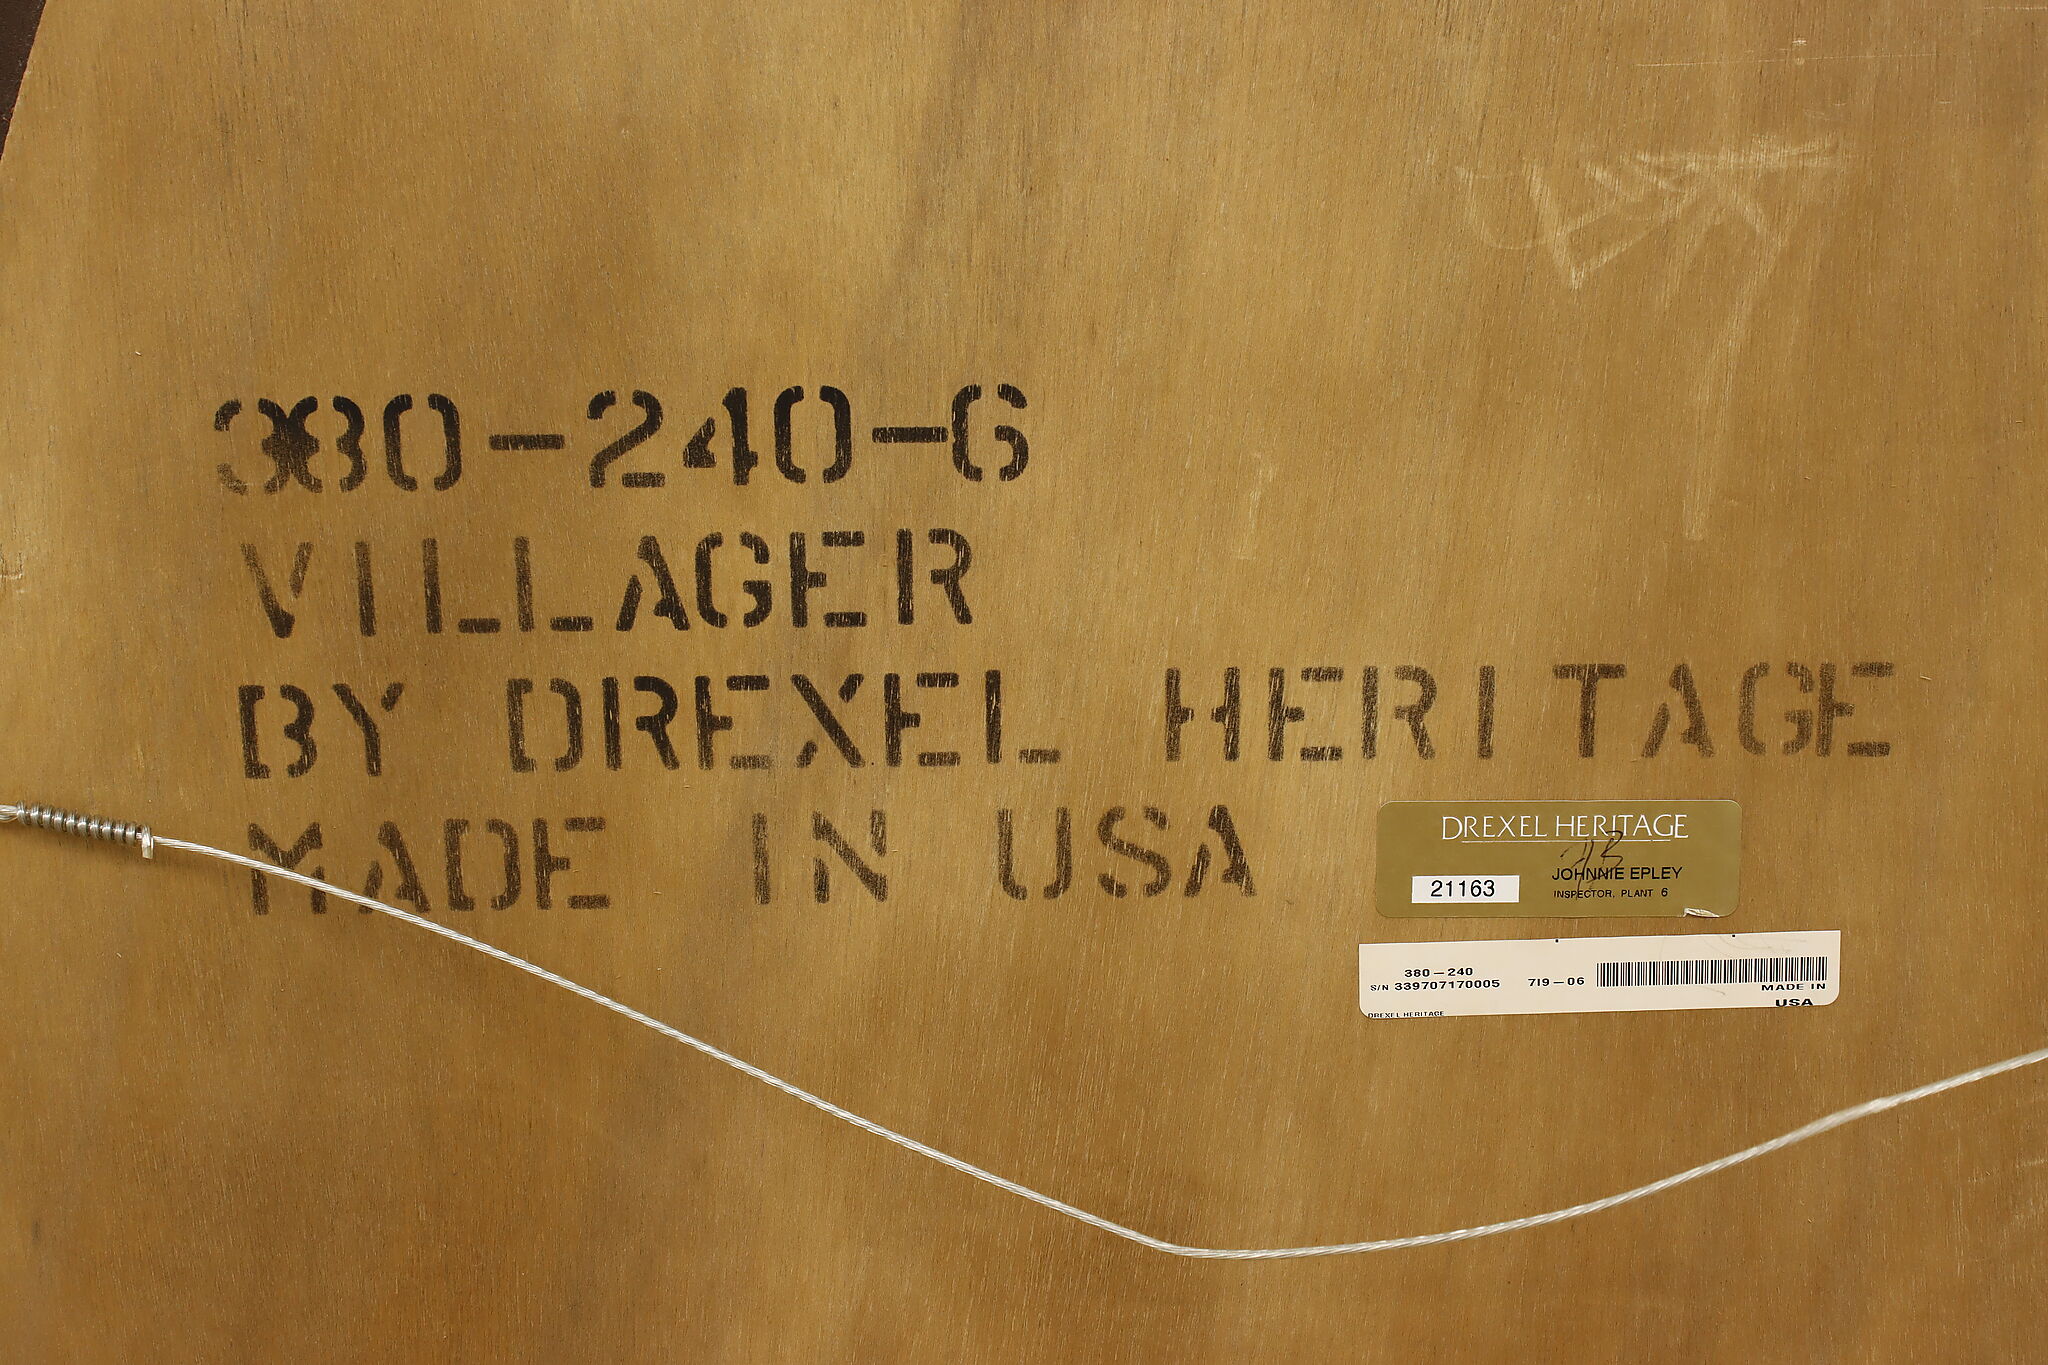 380-240-6
VILLAGER
BY DREXEL HERITAGE
MADE IN USA
DREXEL HERITAGE
JOHNNIE EPLEY
21163
INSPECTOR, PLANT 6
380-240
S/N 339707170005 719-06
MADE IN
USA
DREXEL HERITAGE